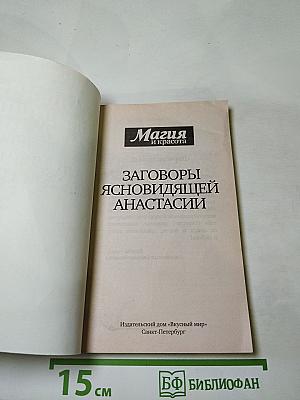 Магия
и красота
ЗАГОВОРЫ
ЯСНОВИДЯЩЕЙ
АНАСТАСИИ
Издательский дом «Вкусный мир»
Санкт-Петербург
15 см
БФ БИБЛИОФАН